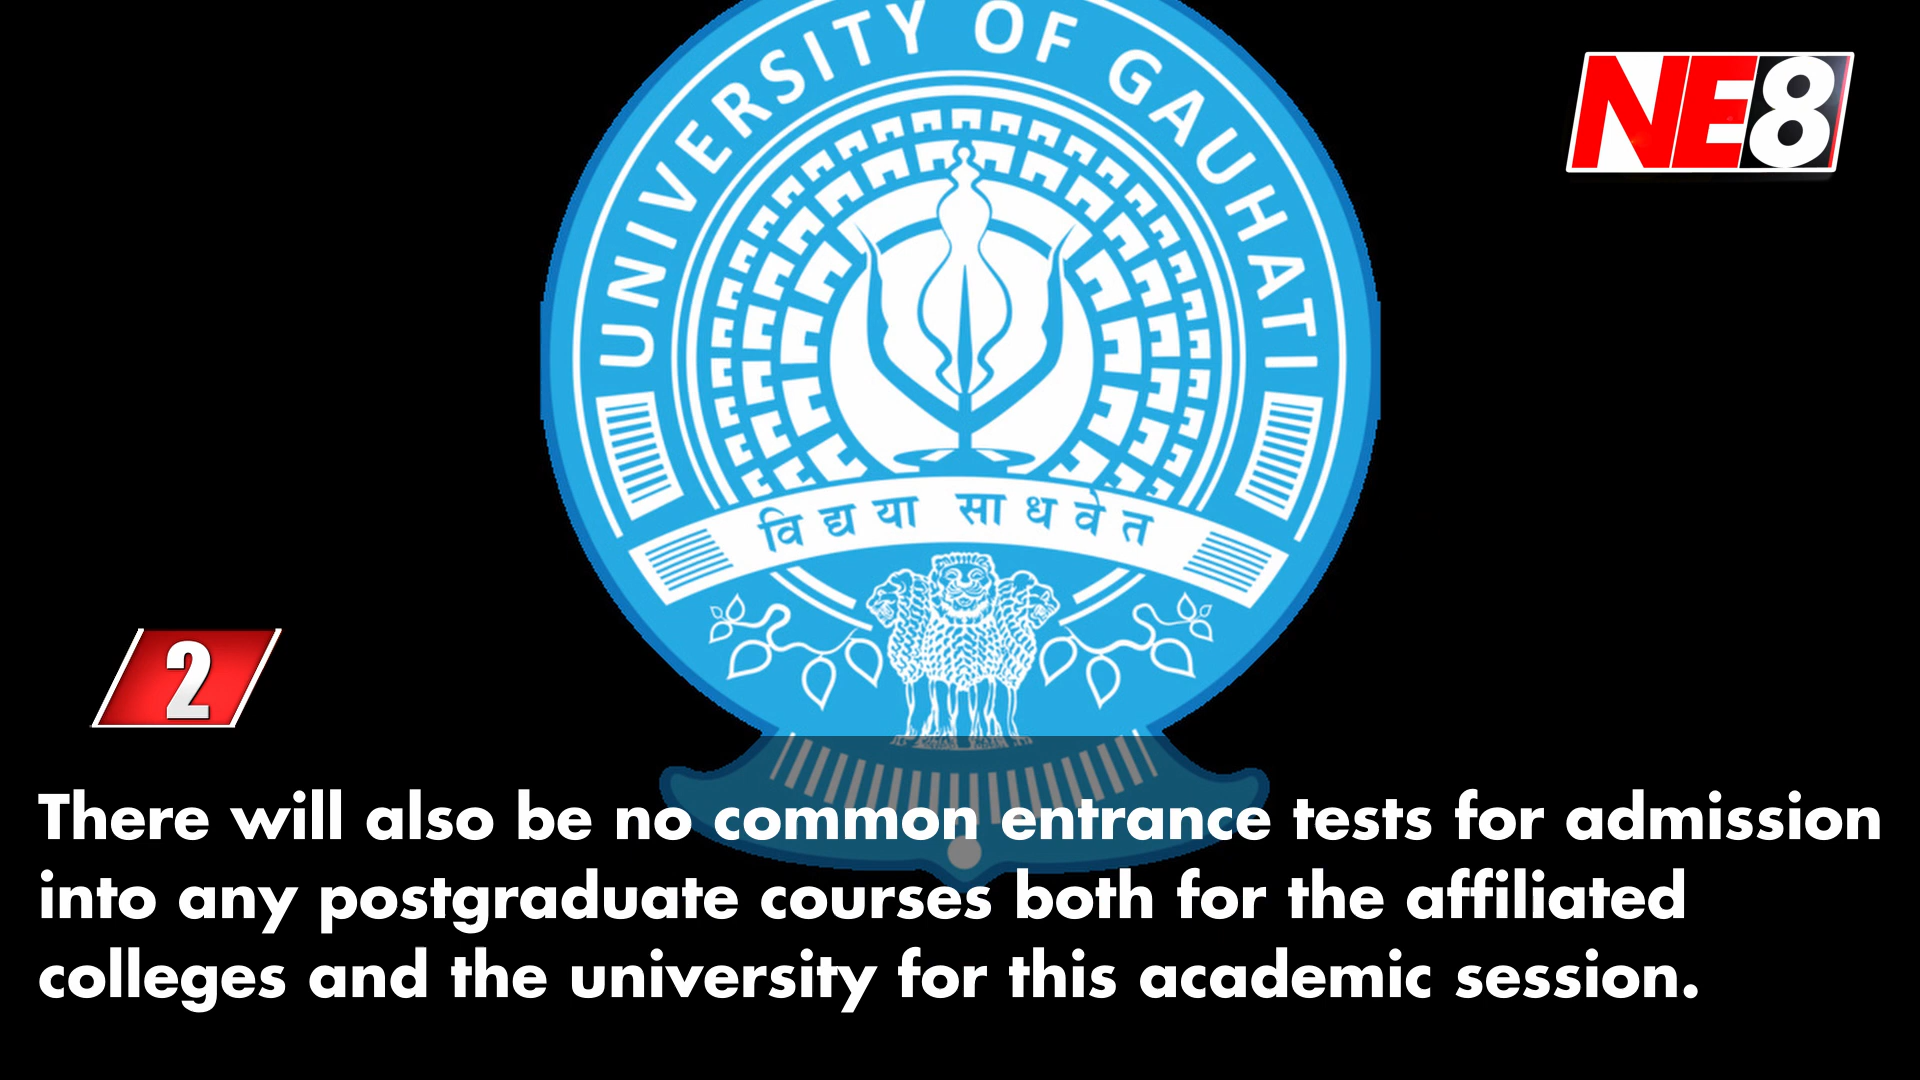 UNIVERSITY OF GAUHATI
NE8
विद्यया साधवेत
2
There will also be no common entrance tests for admission
into any postgraduate courses both for the affiliated
colleges and the university for this academic session.